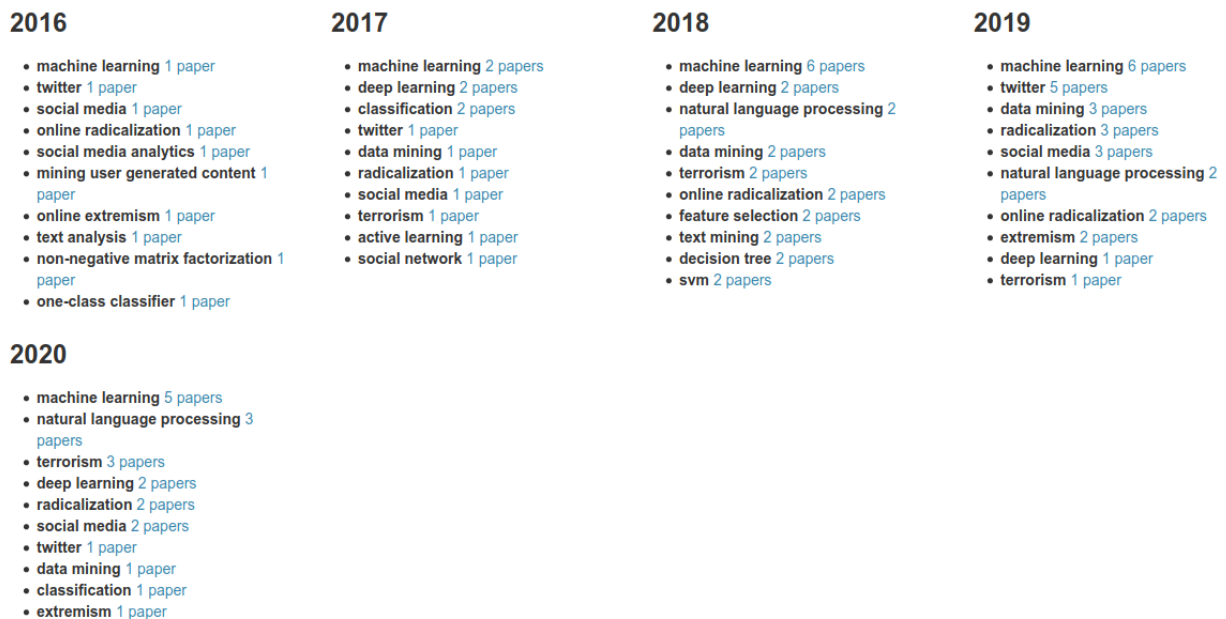 2016
machine learning 1 paper
twitter 1 paper
social media 1 paper
online radicalization 1 paper
social media analytics 1 paper
mining user generated content 1
paper
online extremism 1 paper
text analysis 1 paper
non-negative matrix factorization 1
paper
one-class classifier 1 paper
2017
machine learning 2 papers
deep learning 2 papers
classification 2 papers
twitter 1 paper
data mining 1 paper
radicalization 1 paper
social media 1 paper
terrorism 1 paper
active learning 1 paper
social network 1 paper
2018
machine learning 6 papers
deep learning 2 papers
natural language processing 2
papers
data mining 2 papers
terrorism 2 papers
online radicalization 2 papers
feature selection 2 papers
text mining 2 papers
decision tree 2 papers
svm 2 papers
2019
machine learning 6 papers
twitter 5 papers
data mining 3 papers
radicalization 3 papers
social media 3 papers
natural language processing 2
papers
online radicalization 2 papers
extremism 2 papers
deep learning 1 paper
terrorism 1 paper
2020
machine learning 5 papers
natural language processing 3
papers
terrorism 3 papers
deep learning 2 papers
radicalization 2 papers
social media 2 papers
twitter 1 paper
data mining 1 paper
classification 1 paper
extremism 1 paper